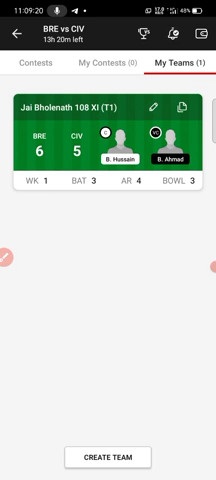 11:09:20
48%
BRE vs CIV
13h 20m left
Contests
My Contests (0)
My Teams (1)
Jai Bholenath 108 XI (T1)
BRE
CIV
C
VC
6
5
B. Hussain
B. Ahmad
WK 1
BAT 3
AR 4
BOWL 3
CREATE TEAM